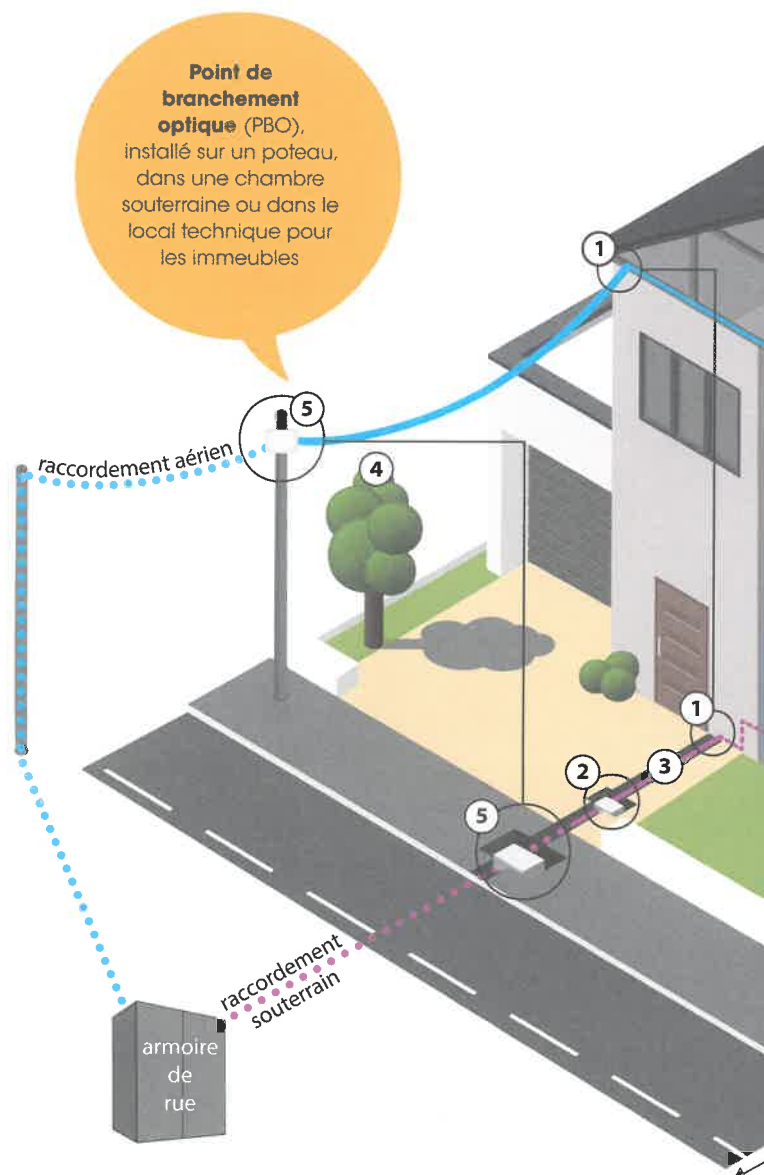 Point de
branchement
optique (PBO),
installé sur un poteau,
dans une chambre
souterraine ou dans le
local technique pour
les immeubles
1
5
raccordement aérien
4
1
2
3
5
raccordement
souterrain
armoire
de
rue